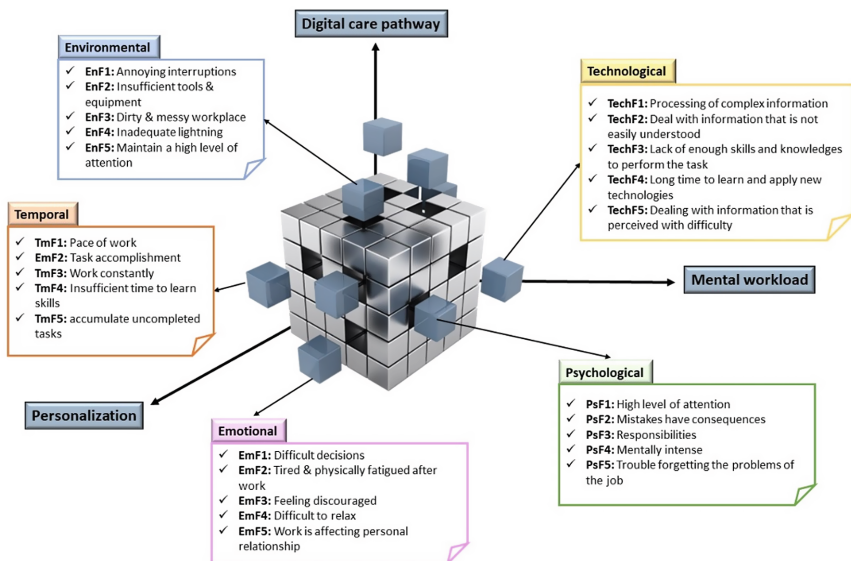 Digital care pathway
Environmental
✓ EnF1: Annoying interruptions
✓ EnF2: Insufficient tools &
equipment
✓ EnF3: Dirty & messy workplace
✓ EnF4: Inadequate lightning
✓ EnF5: Maintain a high level of
attention
Technological
✓ TechF1: Processing of complex information
✓ TechF2: Deal with information that is not
easily understood
✓ TechF3: Lack of enough skills and knowledges
to perform the task
✓ TechF4: Long time to learn and apply new
technologies
✓ TechF5: Dealing with information that is
perceived with difficulty
Temporal
✓ TmF1: Pace of work
✓ EmF2: Task accomplishment
✓ TmF3: Work constantly
✓ TmF4: Insufficient time to learn
skills
✓ TmF5: accumulate uncompleted
tasks
Mental workload
Personalization
Psychological
✓ PsF1: High level of attention
✓ PsF2: Mistakes have consequences
✓ PsF3: Responsibilities
✓ PsF4: Mentally intense
✓ PsF5: Trouble forgetting the problems of
the job
Emotional
✓ EmF1: Difficult decisions
✓ EmF2: Tired & physically fatigued after
work
✓ EmF3: Feeling discouraged
✓ EmF4: Difficult to relax
✓ EmF5: Work is affecting personal
relationship